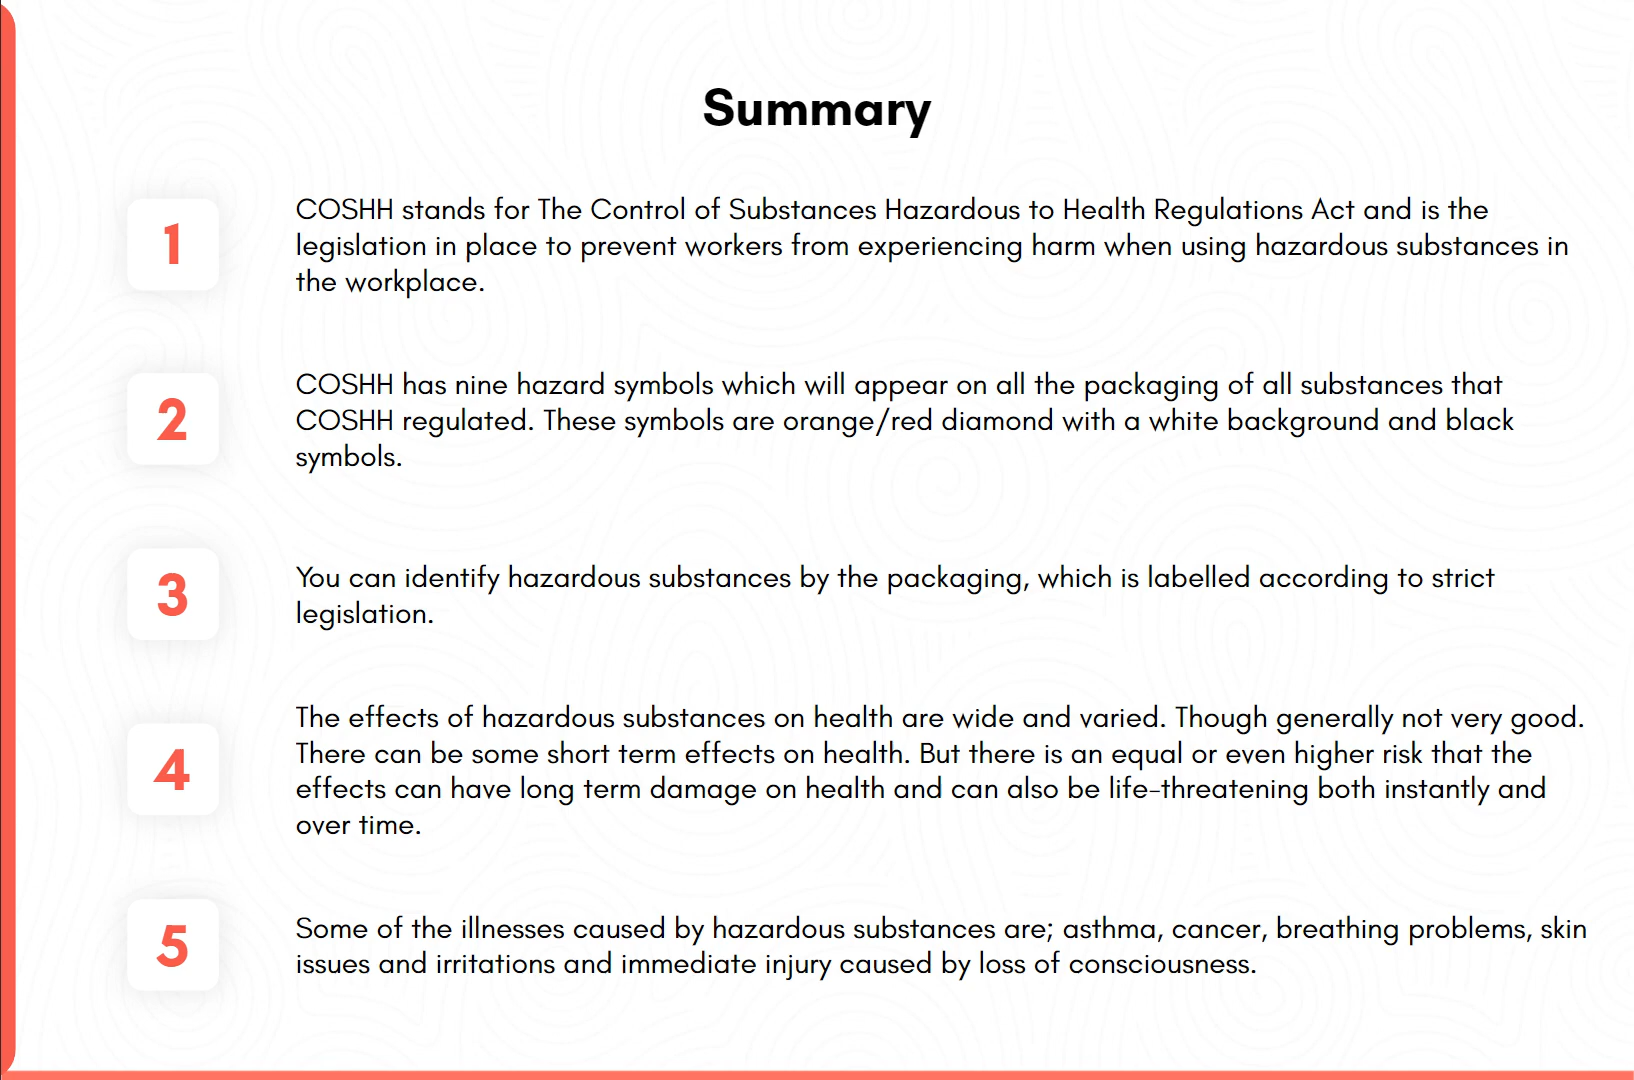 Summary
1
COSHH stands for The Control of Substances Hazardous to Health Regulations Act and is the
legislation in place to prevent workers from experiencing harm when using hazardous substances in
the workplace.
2
COSHH has nine hazard symbols which will appear on all the packaging of all substances that
COSHH regulated. These symbols are orange/red diamond with a white background and black
symbols.
3
You can identify hazardous substances by the packaging, which is labelled according to strict
legislation.
4
The effects of hazardous substances on health are wide and varied. Though generally not very good.
There can be some short term effects on health. But there is an equal or even higher risk that the
effects can have long term damage on health and can also be life-threatening both instantly and
over time.
5
Some of the illnesses caused by hazardous substances are; asthma, cancer, breathing problems, skin
issues and irritations and immediate injury caused by loss of consciousness.